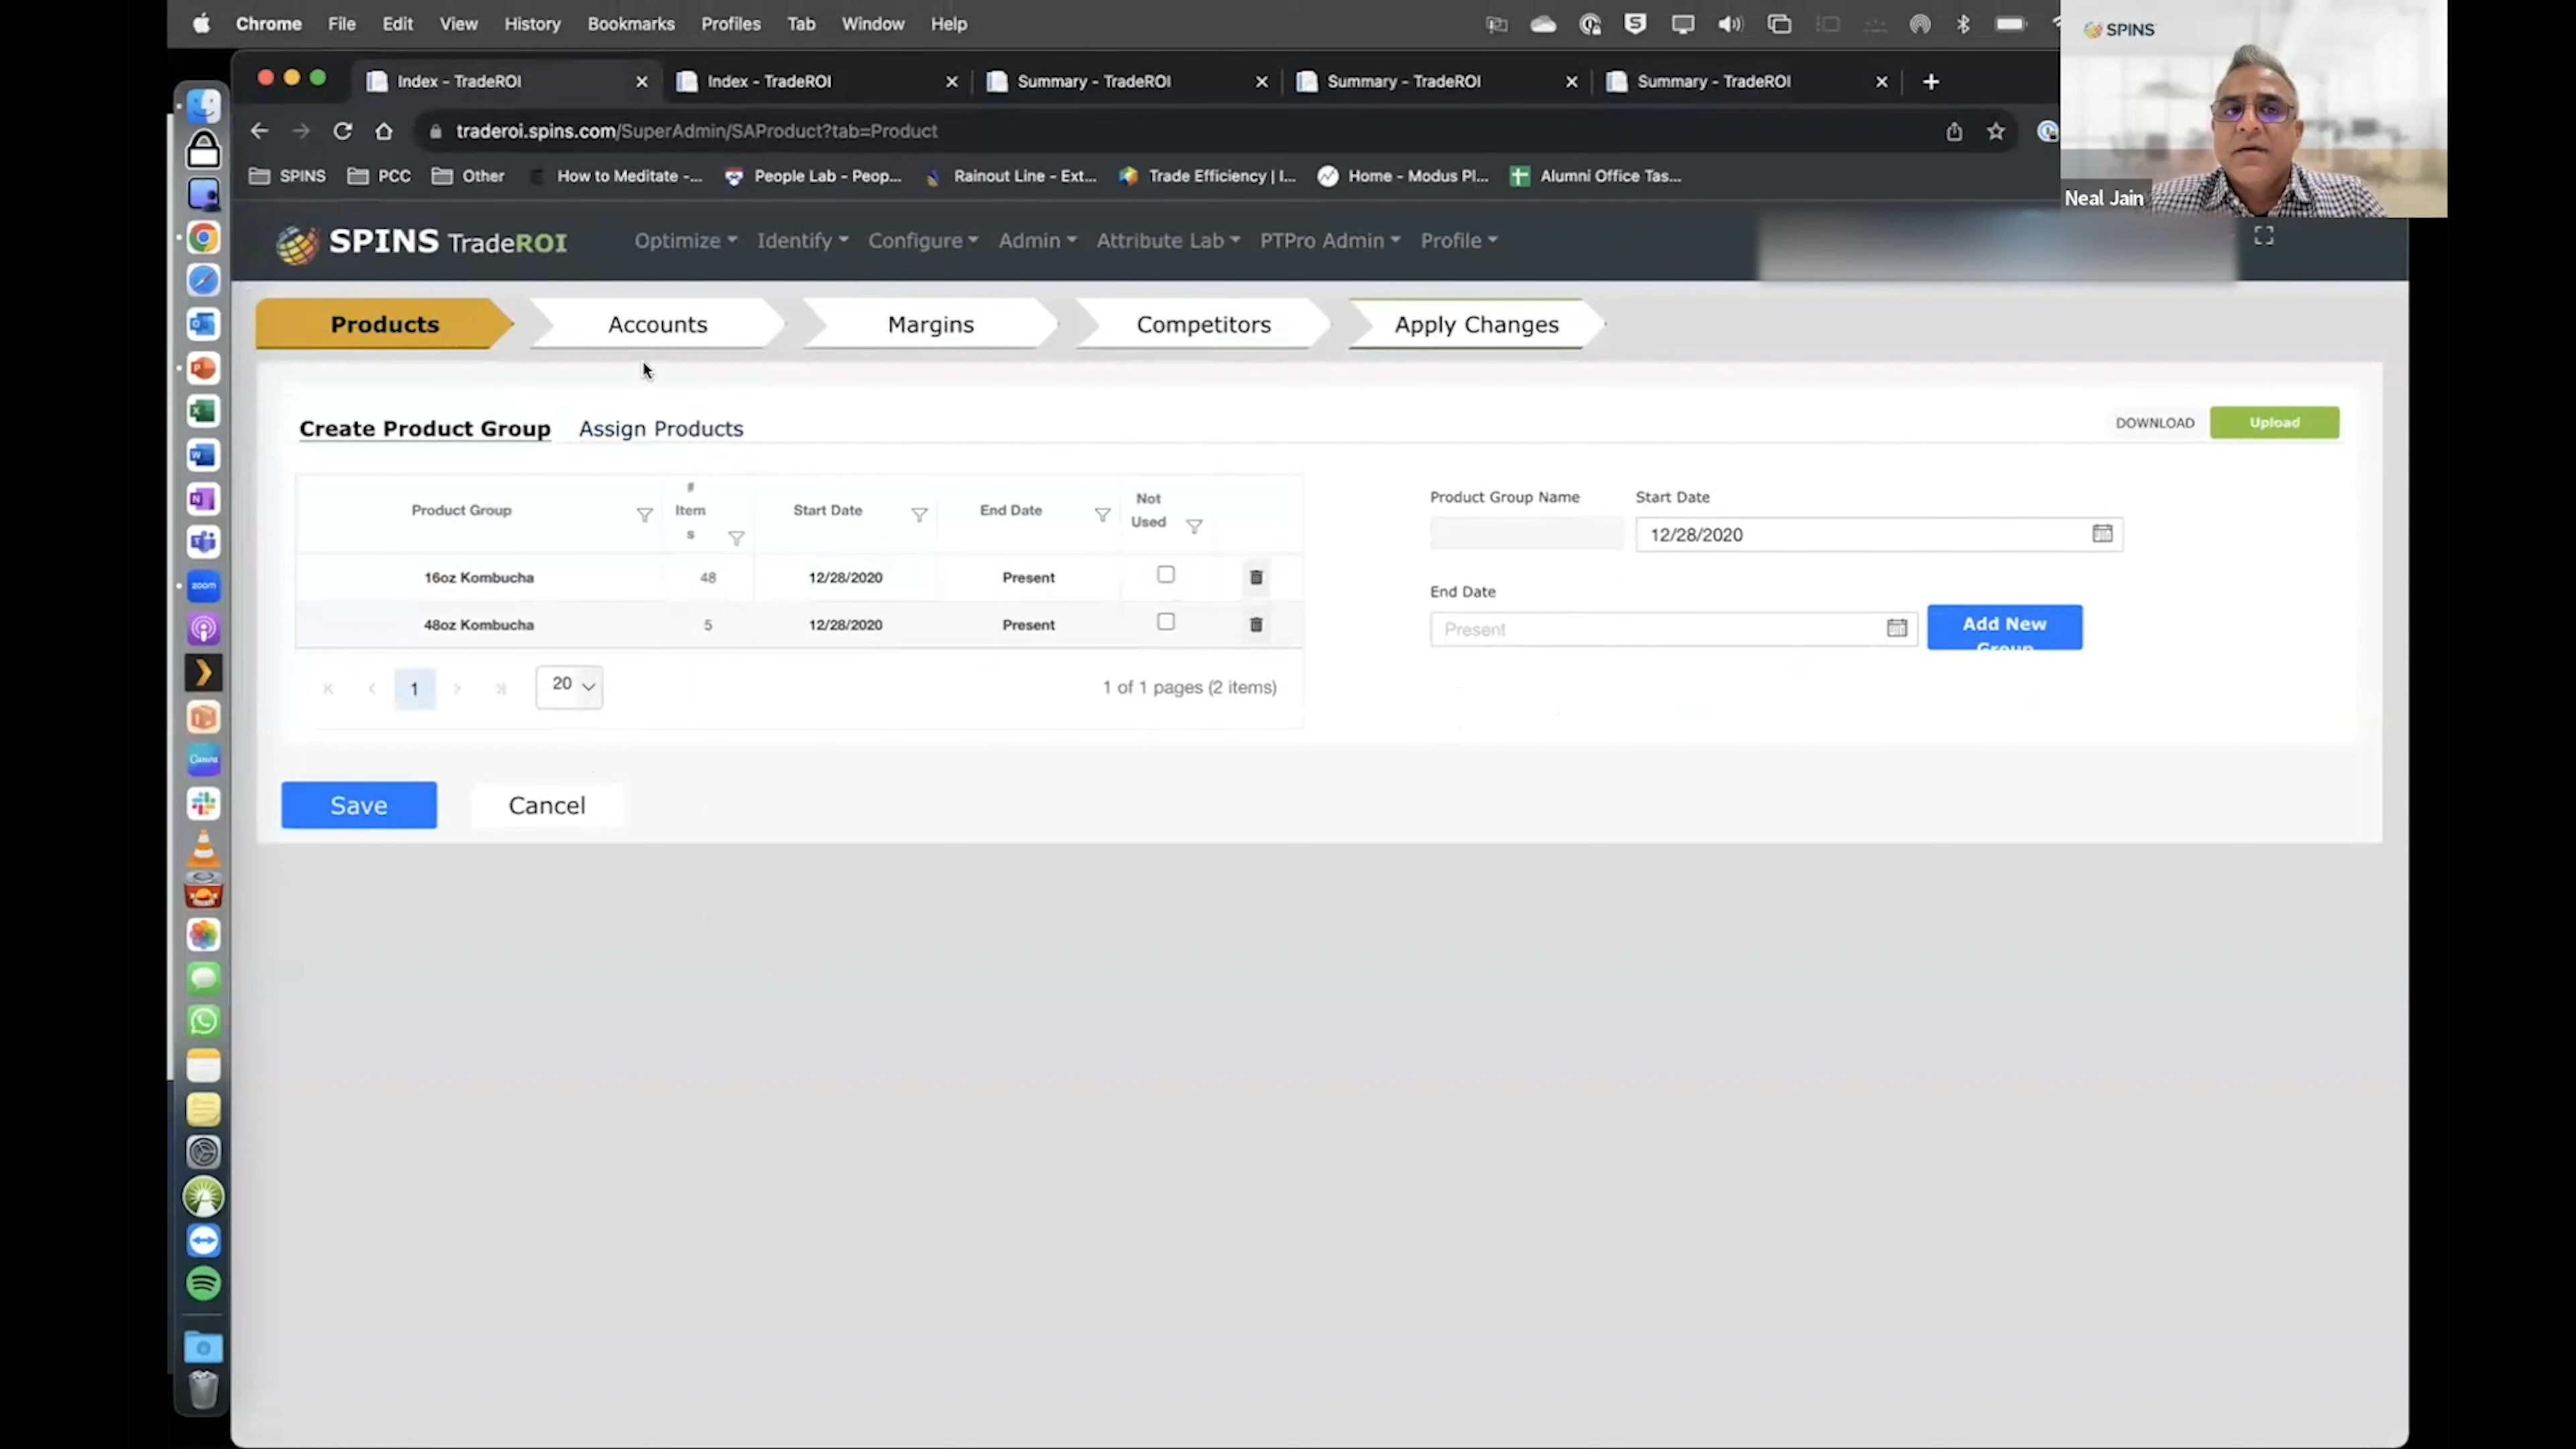 Chrome File Edit View History Bookmarks Profiles Tab Window Help
SPINS
Neal Jain
Index - TradeROI
Index - TradeROI
Summary - TradeROI
Summary - TradeROI
Summary - TradeROI
traderoi.spins.com/SuperAdmin/SAProduct?tab=Product
SPINS PCC Other How to Meditate -... People Lab - Peop... Rainout Line - Ext... Trade Efficiency | I... Home - Modus Pl... Alumni Office Tas...
SPINS TradeROI
Optimize Identify Configure Admin Attribute Lab PTPro Admin Profile
Products Accounts Margins Competitors Apply Changes
Create Product Group Assign Products
DOWNLOAD Upload
Product Group
#
Item
s
Start Date
End Date
Not
Used
16oz Kombucha 48 12/28/2020 Present
48oz Kombucha 5 12/28/2020 Present
1 20 1 of 1 pages (2 items)
Product Group Name Start Date
12/28/2020
End Date
Present
Add New
Group
Save Cancel
zoom
Canva